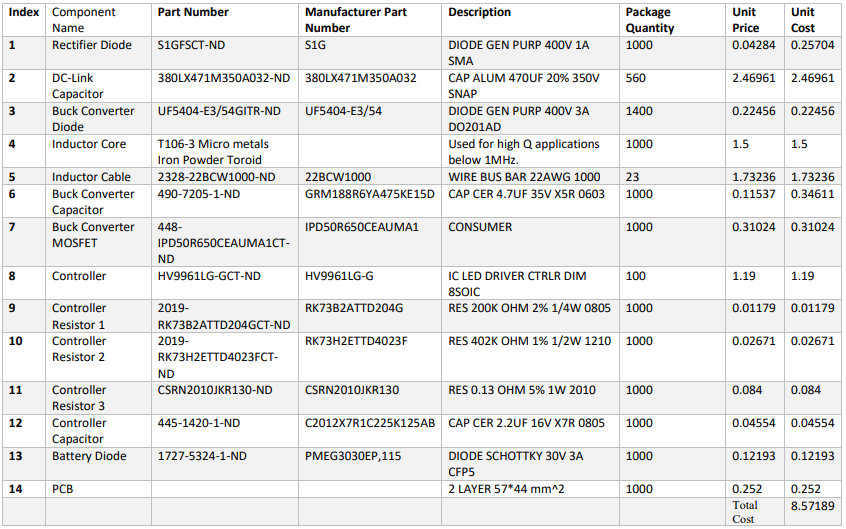 Index Component Name Part Number Manufacturer Part Number Description Package Quantity Unit Price Unit Cost
1 Rectifier Diode S1GFSCT-ND S1G DIODE GEN PURP 400V 1A SMA 1000 0.04284 0.25704
2 DC-Link Capacitor 380LX471M350A032-ND 380LX471M350A032 CAP ALUM 470UF 20% 350V SNAP 560 2.46961 2.46961
3 Buck Converter Diode UF5404-E3/54GITR-ND UF5404-E3/54 DIODE GEN PURP 400V 3A DO201AD 1400 0.22456 0.22456
4 Inductor Core T106-3 Micro metals Iron Powder Toroid Used for high Q applications below 1MHz. 1000 1.5 1.5
5 Inductor Cable 2328-22BCW1000-ND 22BCW1000 WIRE BUS BAR 22AWG 1000 23 1.73236 1.73236
6 Buck Converter Capacitor 490-7205-1-ND GRM188R6YA475KE15D CAP CER 4.7UF 35V X5R 0603 1000 0.11537 0.34611
7 Buck Converter MOSFET 448-IPD50R650CEAUMA1CT-ND IPD50R650CEAUMA1 CONSUMER 1000 0.31024 0.31024
8 Controller HV9961LG-GCT-ND HV9961LG-G IC LED DRIVER CTRLR DIM 8SOIC 100 1.19 1.19
9 Controller Resistor 1 2019-RK73B2ATTD204GCT-ND RK73B2ATTD204G RES 200K OHM 2% 1/4W 0805 1000 0.01179 0.01179
10 Controller Resistor 2 2019-RK73H2ETTD4023FCT-ND RK73H2ETTD4023F RES 402K OHM 1% 1/2W 1210 1000 0.02671 0.02671
11 Controller Resistor 3 CSRN2010JKR130-ND CSRN2010JKR130 RES 0.13 OHM 5% 1W 2010 1000 0.084 0.084
12 Controller Capacitor 445-1420-1-ND C2012X7R1C225K125AB CAP CER 2.2UF 16V X7R 0805 1000 0.04554 0.04554
13 Battery Diode 1727-5324-1-ND PMEG3030EP,115 DIODE SCHOTTKY 30V 3A CFP5 1000 0.12193 0.12193
14 PCB 2 LAYER 57*44 mm^2 1000 0.252 0.252
Total Cost 8.57189